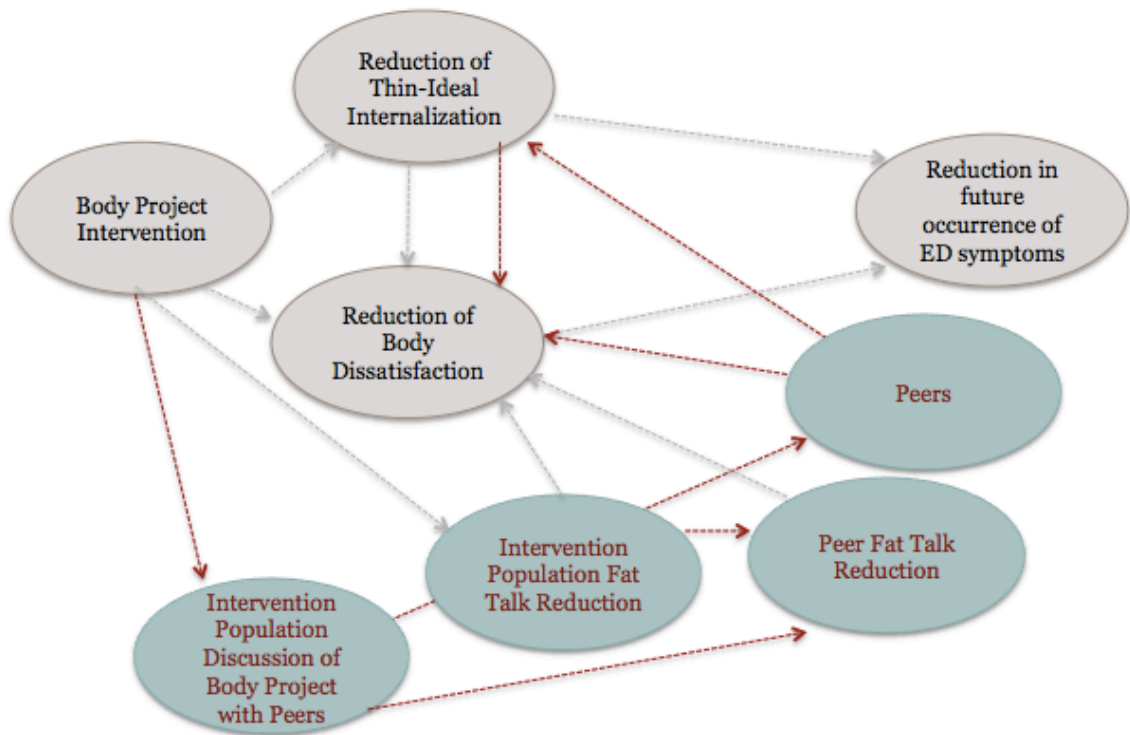 Reduction of
Thin-Ideal
Internalization
Body Project
Intervention
Reduction in
future
occurrence of
ED symptoms
Reduction of
Body
Dissatisfaction
Peers
Intervention
Population Fat
Talk Reduction
Peer Fat Talk
Reduction
Intervention
Population
Discussion of
Body Project
with Peers